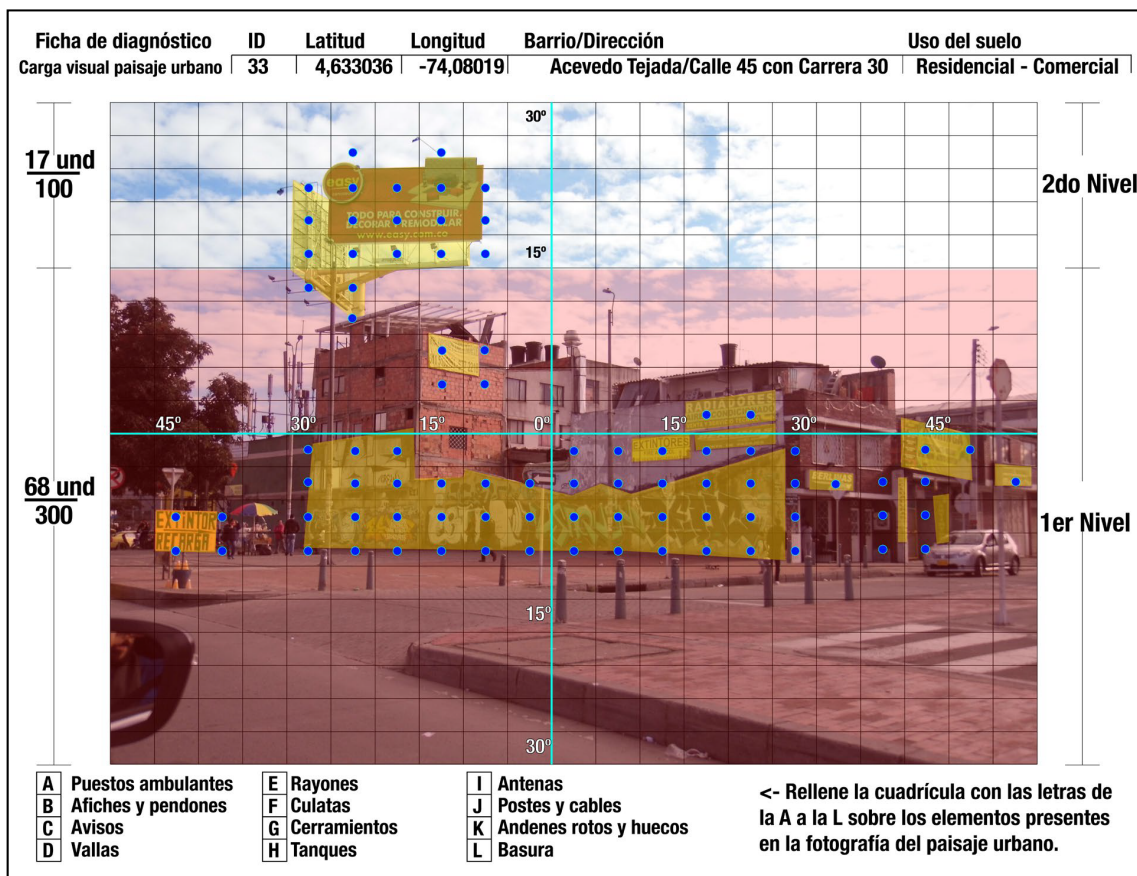 Ficha de diagnóstico ID Latitud Longitud Barrio/Dirección Uso del suelo
Carga visual paisaje urbano 33 4,633036 -74,08019 Acevedo Tejada/Calle 45 con Carrera 30 Residencial - Comercial
30º
17 und
100
2do Nivel
easy
TODO PARA CONSTRUIR,
DECORAR Y REMODELAR
www.easy.com.co
15º
RADIADORES
45º 30º 15º 0º 15º 30º 45º
EXTINTORES
68 und
300
1er Nivel
EXTINTOR
RECARGA
15º
30º
A Puestos ambulantes
B Afiches y pendones
C Avisos
D Vallas
E Rayones
F Culatas
G Cerramientos
H Tanques
I Antenas
J Postes y cables
K Andenes rotos y huecos
L Basura
<- Rellene la cuadrícula con las letras de
la A a la L sobre los elementos presentes
en la fotografía del paisaje urbano.